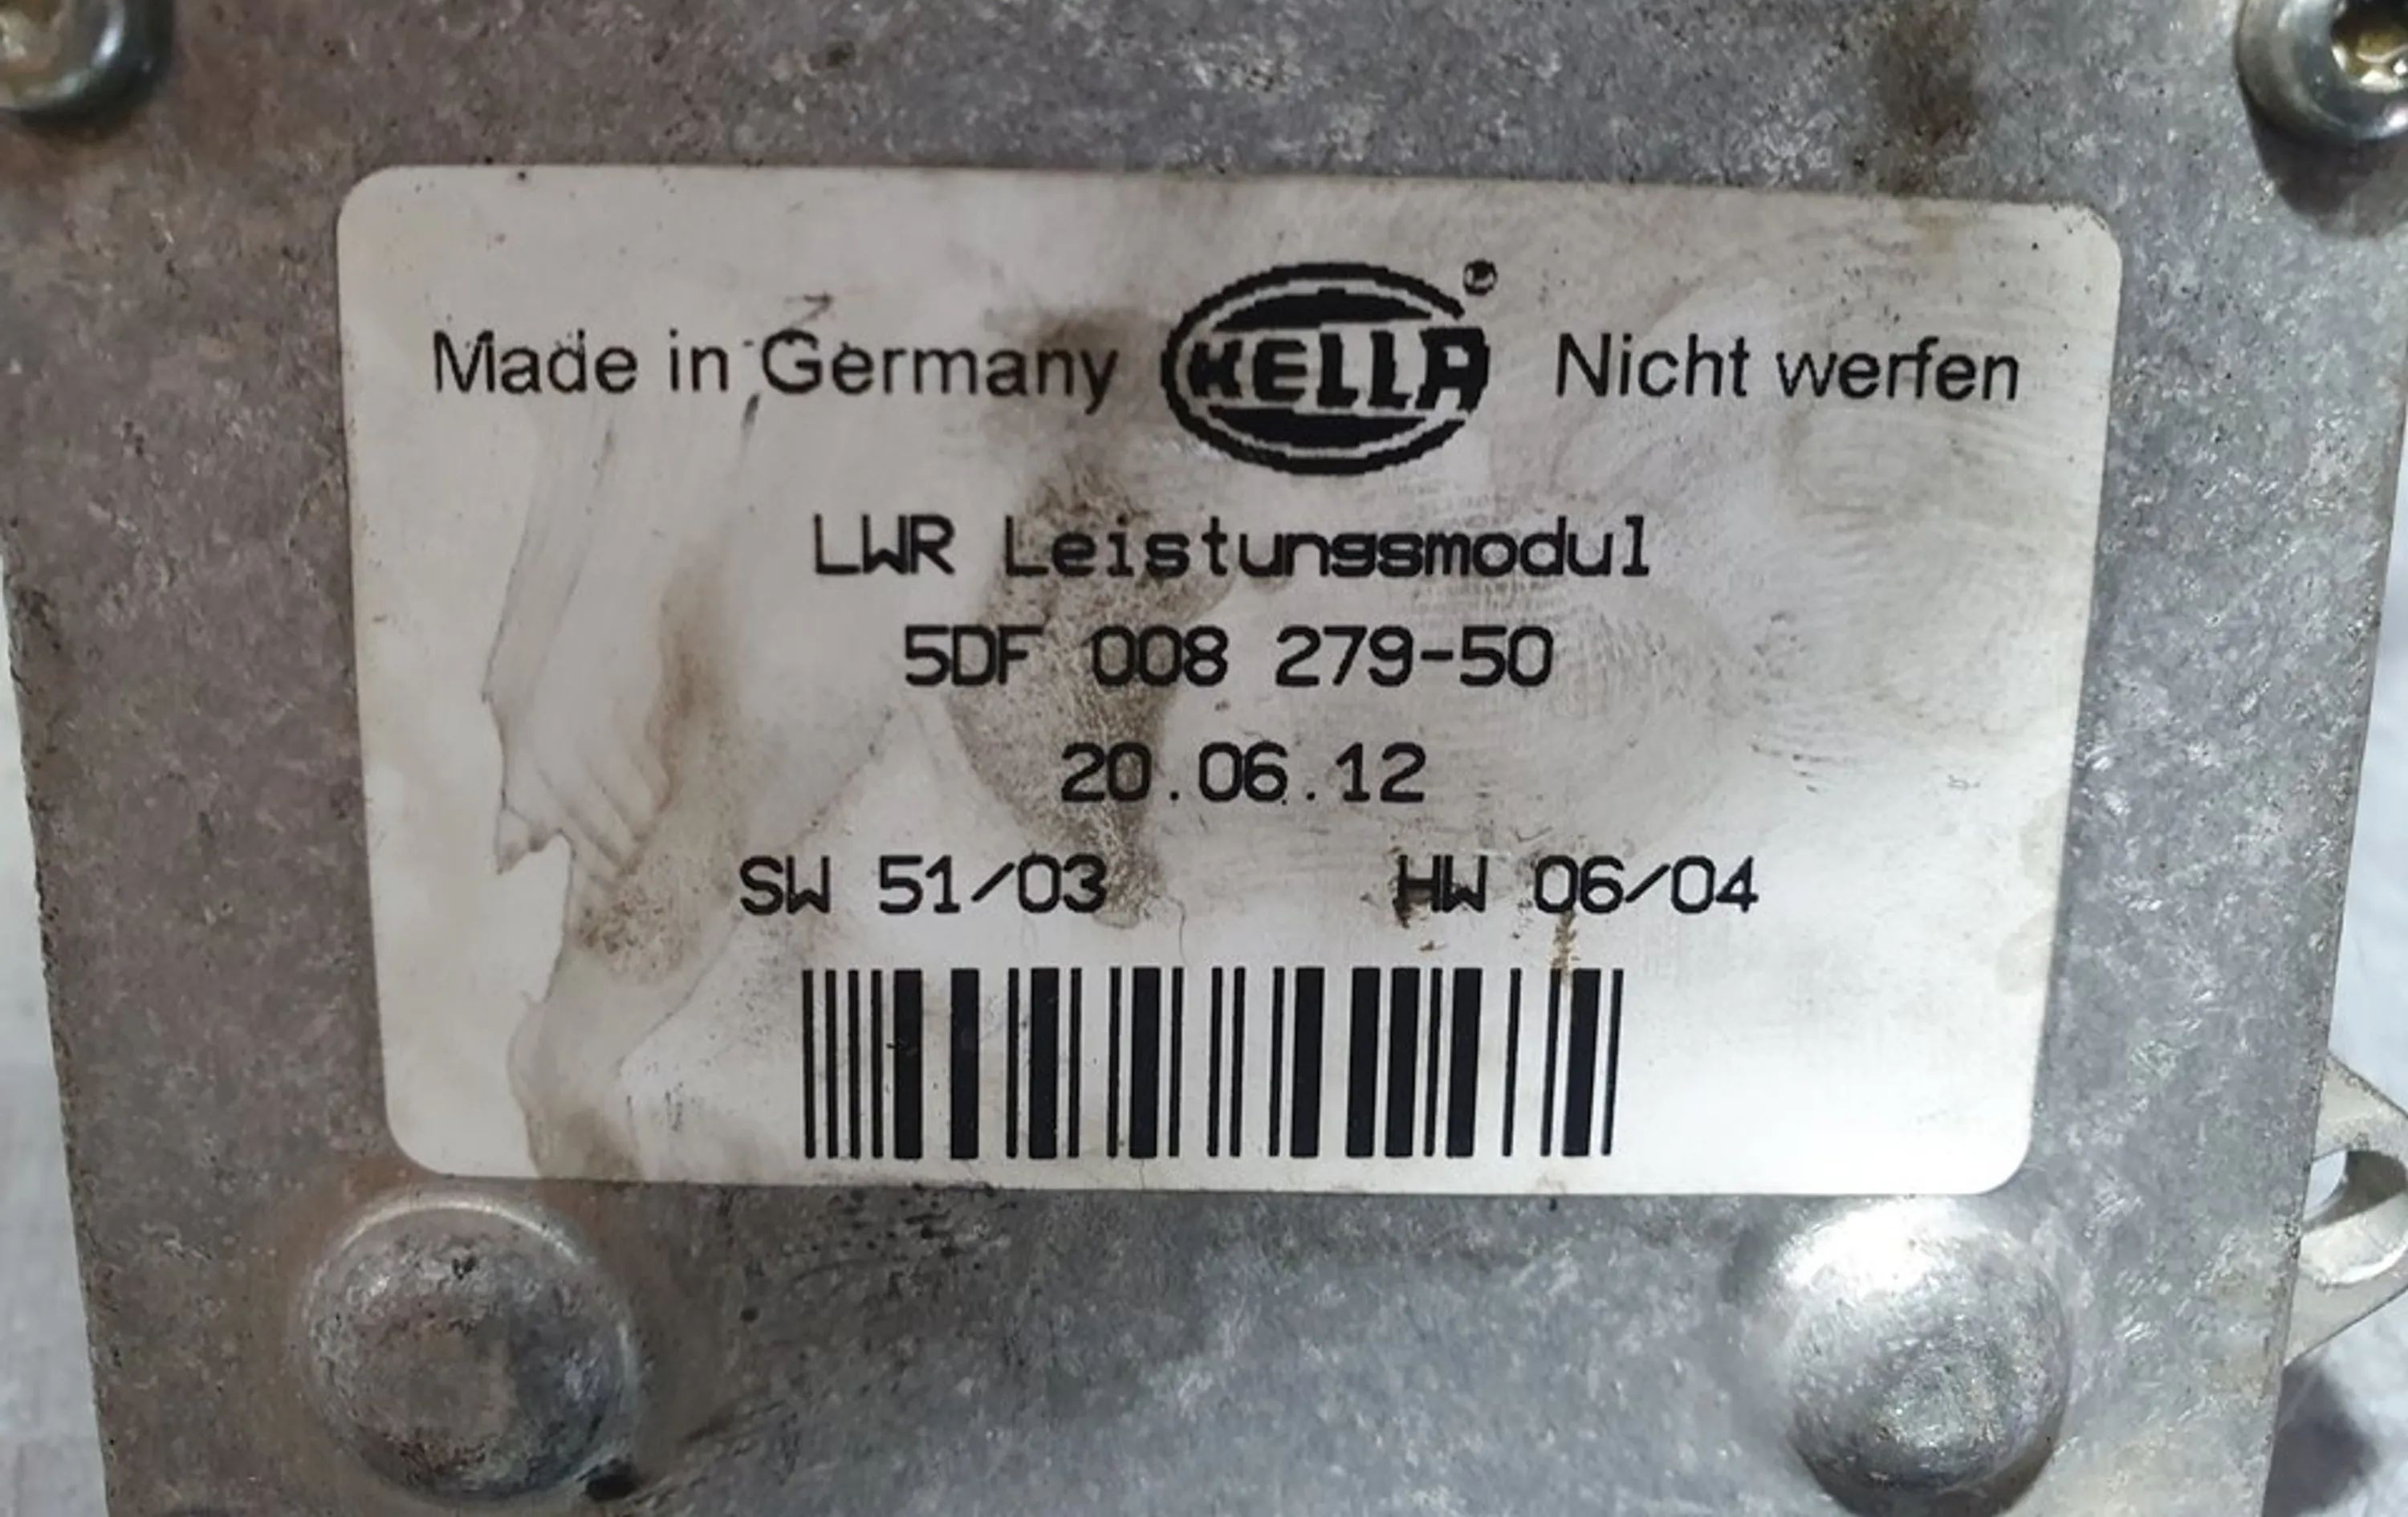 Made in Germany HELLA® Nicht werfen
LWR Leistungsmodul
5DF 008 279-50
20.06.12
SW 51/03 HW 06/04